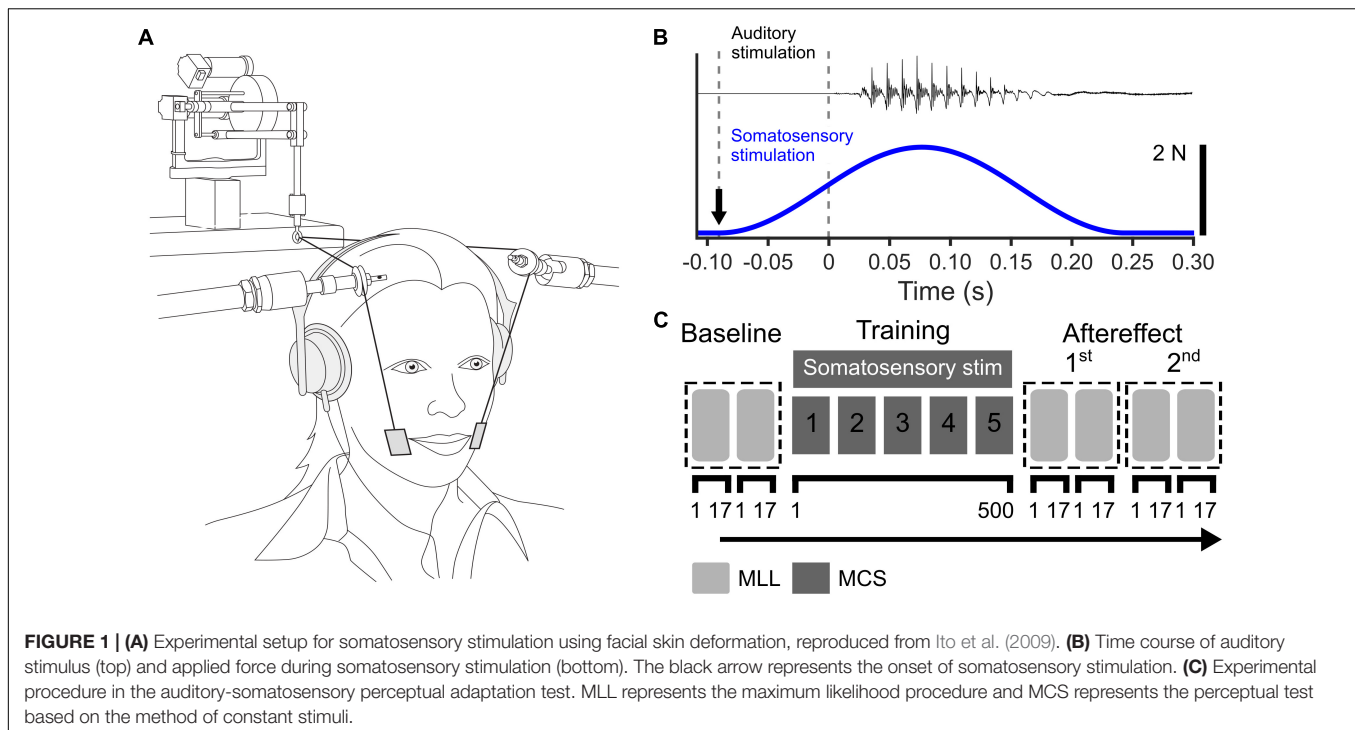 A
B
Auditory
stimulation
Somatosensory
stimulation
2 N
-0.10 -0.05 0 0.05 0.10 0.15 0.20 0.25 0.30
Time (s)
C
Baseline Training Aftereffect
1st 2nd
Somatosensory stim
1 2 3 4 5
1 17 1 17 1 500 1 17 1 17 1 17 1 17
MLL MCS
FIGURE 1 | (A) Experimental setup for somatosensory stimulation using facial skin deformation, reproduced from Ito et al. (2009). (B) Time course of auditory
stimulus (top) and applied force during somatosensory stimulation (bottom). The black arrow represents the onset of somatosensory stimulation. (C) Experimental
procedure in the auditory-somatosensory perceptual adaptation test. MLL represents the maximum likelihood procedure and MCS represents the perceptual test
based on the method of constant stimuli.